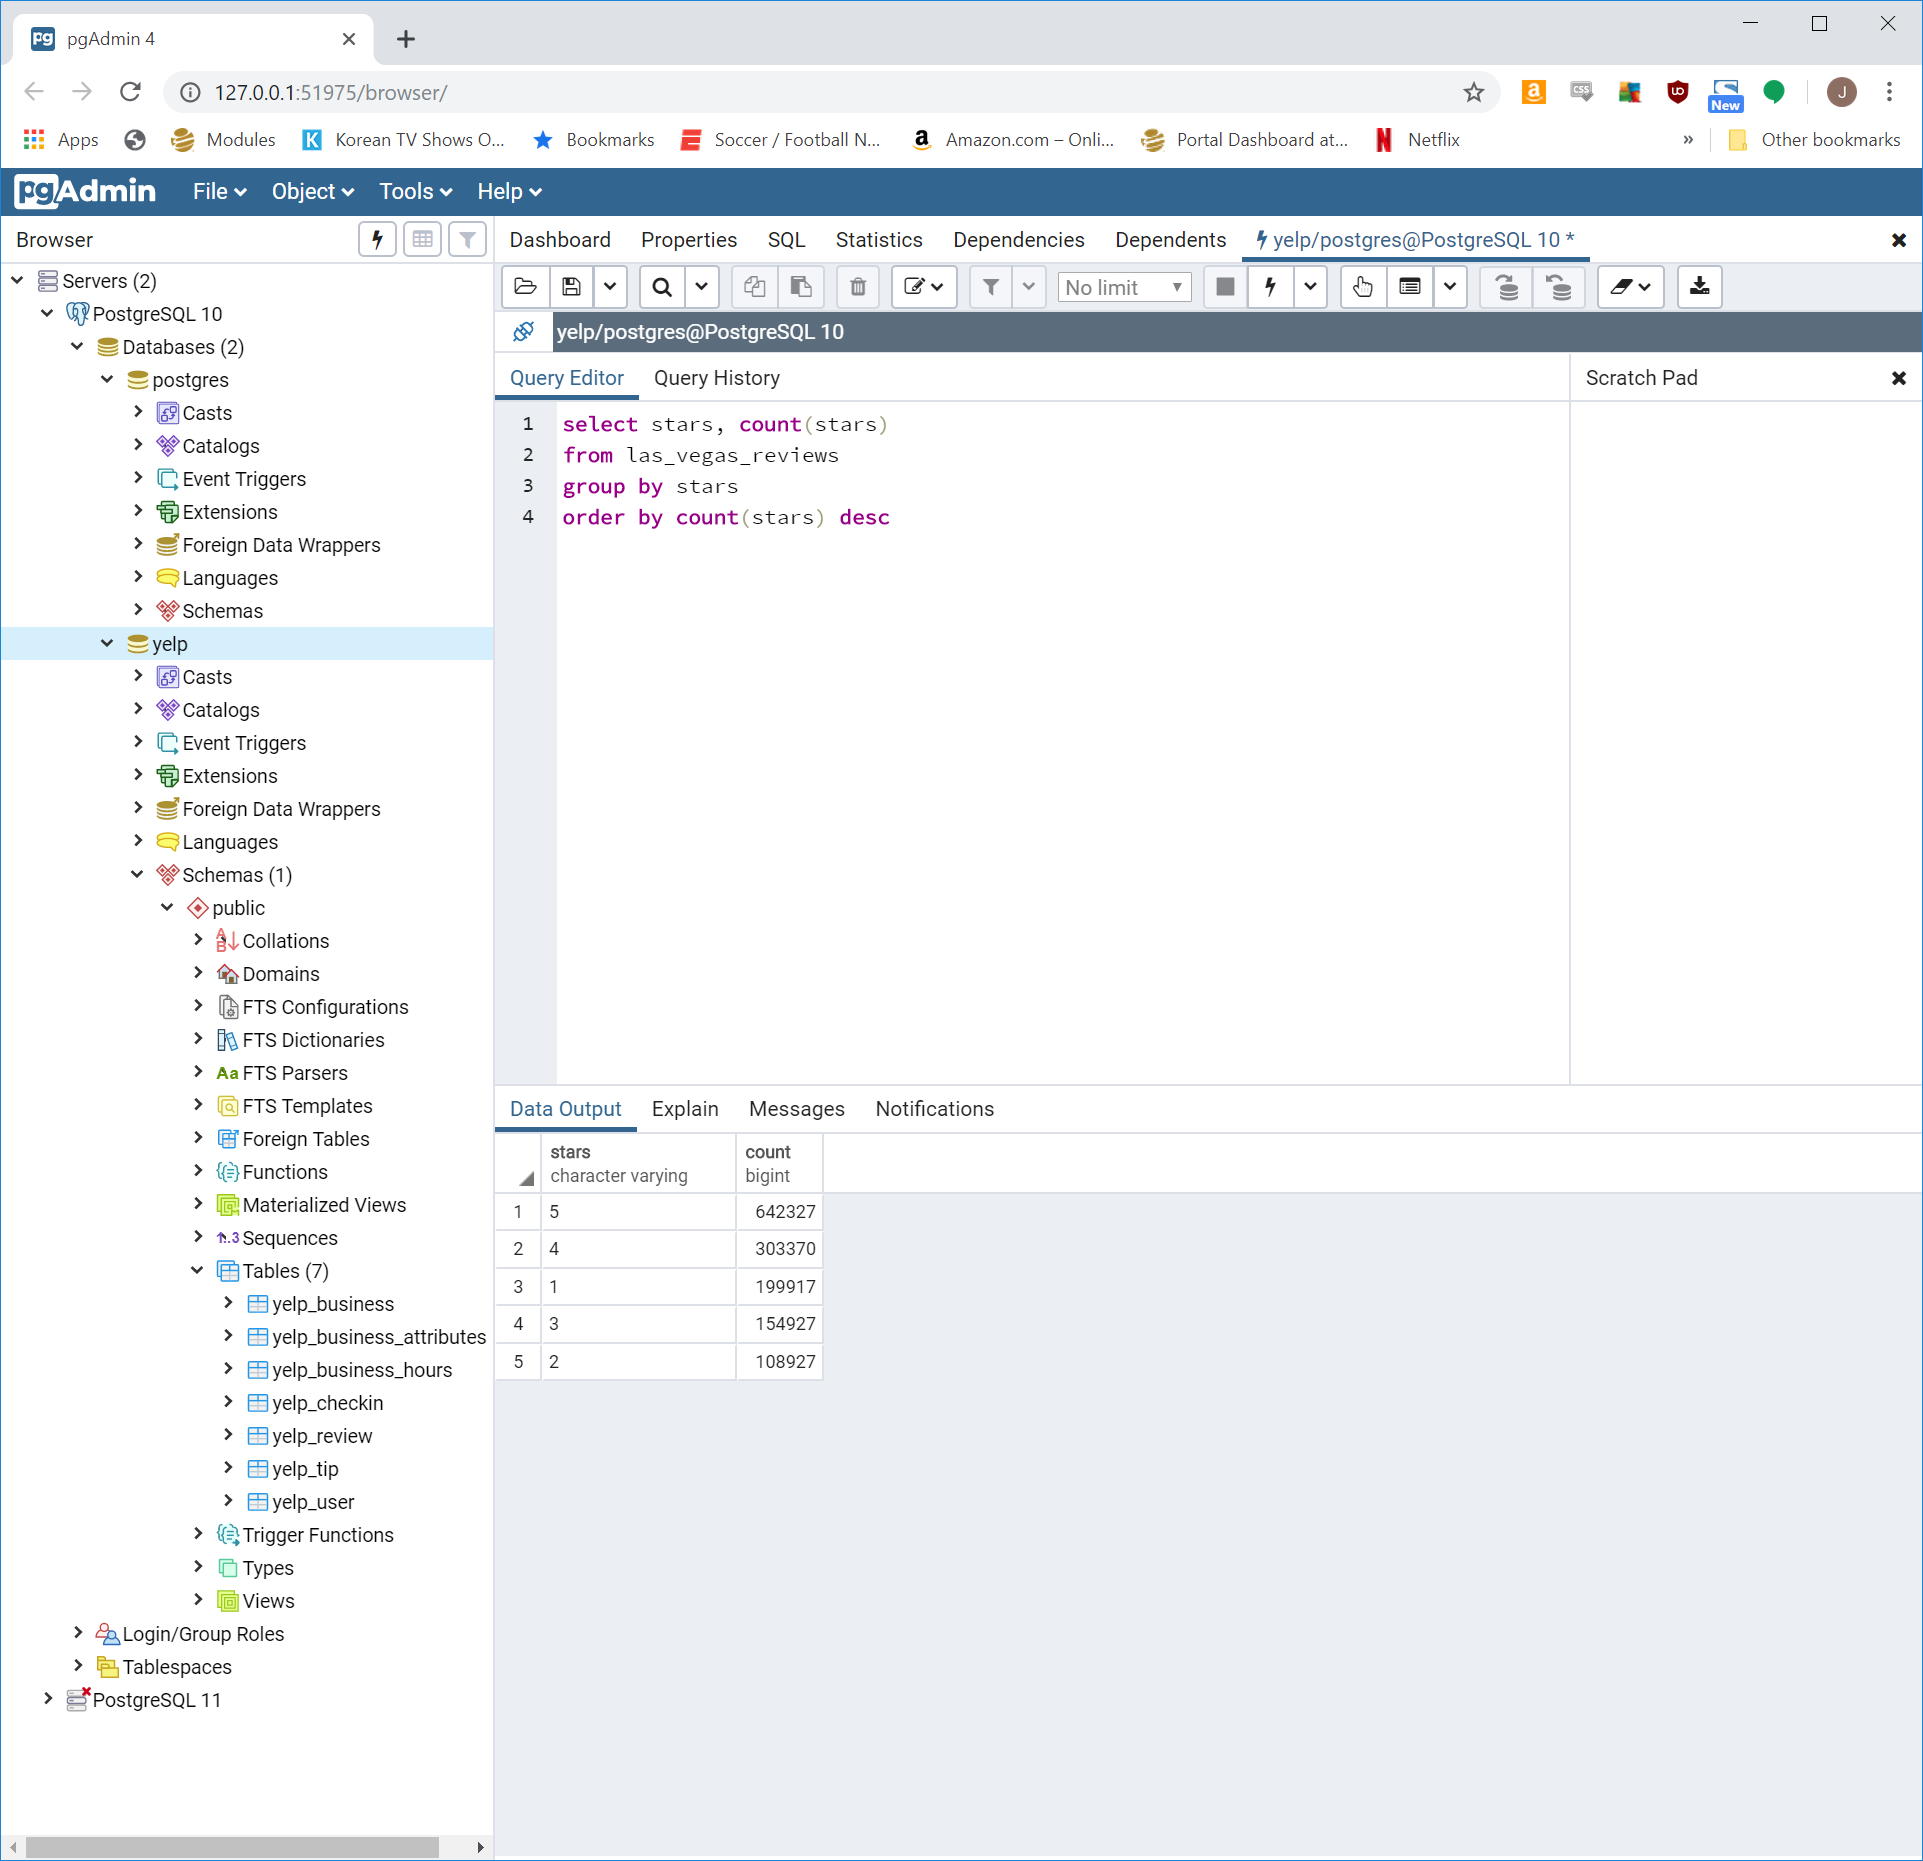 pgAdmin 4
127.0.0.1:51975/browser/
New
J
Apps
Modules
Korean TV Shows O...
Bookmarks
Soccer / Football N...
Amazon.com – Onli...
Portal Dashboard at...
Netflix
»
Other bookmarks
pgAdmin
File
Object
Tools
Help
Browser
Dashboard
Properties
SQL
Statistics
Dependencies
Dependents
yelp/postgres@PostgreSQL 10 *
No limit
yelp/postgres@PostgreSQL 10
Query Editor
Query History
Scratch Pad
1 select stars, count(stars)
2 from las_vegas_reviews
3 group by stars
4 order by count(stars) desc
Servers (2)
PostgreSQL 10
Databases (2)
postgres
Casts
Catalogs
Event Triggers
Extensions
Foreign Data Wrappers
Languages
Schemas
yelp
Casts
Catalogs
Event Triggers
Extensions
Foreign Data Wrappers
Languages
Schemas (1)
public
Collations
Domains
FTS Configurations
FTS Dictionaries
Aa FTS Parsers
FTS Templates
Foreign Tables
Functions
Materialized Views
1..3 Sequences
Tables (7)
yelp_business
yelp_business_attributes
yelp_business_hours
yelp_checkin
yelp_review
yelp_tip
yelp_user
Trigger Functions
Types
Views
Login/Group Roles
Tablespaces
PostgreSQL 11
Data Output
Explain
Messages
Notifications
stars count
character varying bigint
1 5 642327
2 4 303370
3 1 199917
4 3 154927
5 2 108927